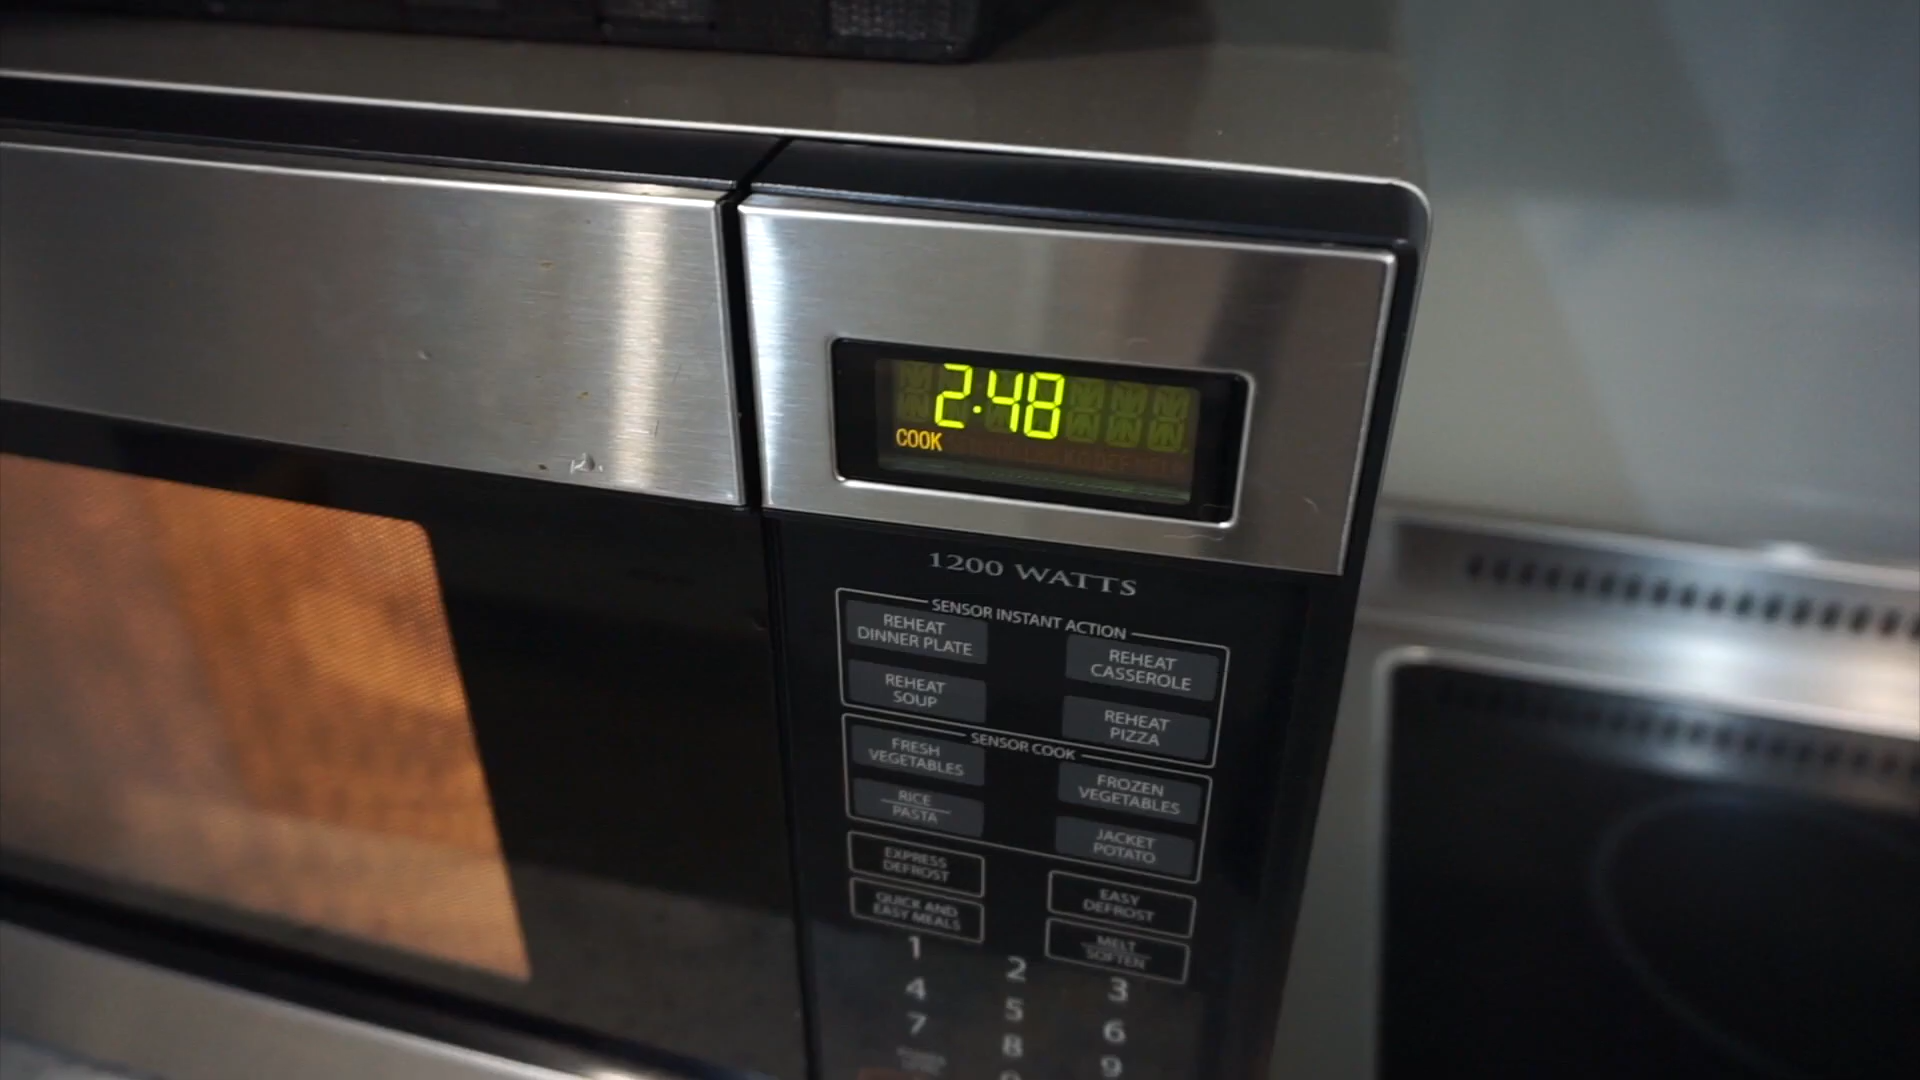 2.48
COOK
1200 WATTS
SENSOR INSTANT ACTION
REHEAT
DINNER PLATE
REHEAT
CASSEROLE
REHEAT
SOUP
REHEAT
PIZZA
SENSOR COOK
FRESH
VEGETABLES
FROZEN
VEGETABLES
RICE
PASTA
JACKET
POTATO
EXPRESS
DEFROST
EASY
DEFROST
QUICK AND
EASY MEALS
MELT
SOFTEN
1 2 3
4 5 6
7 8 9